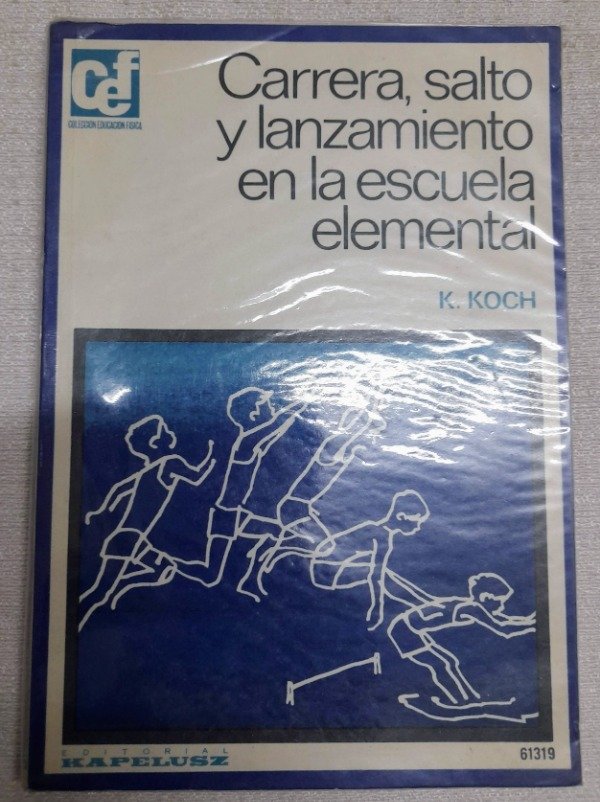 cef
COLECCIÓN EDUCACIÓN FÍSICA
Carrera, salto
y lanzamiento
en la escuela
elemental
K. KOCH
EDITORIAL
KAPELUSZ
61319